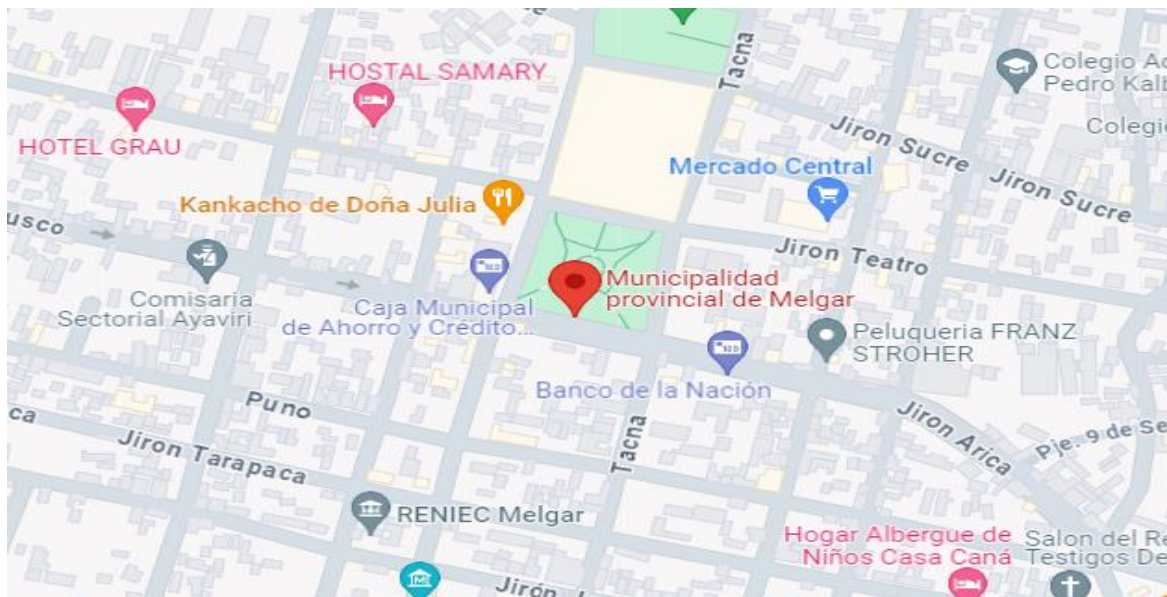 Tacna
Colegio Ac
Pedro Kalb
HOSTAL SAMARY
Jiron Sucre
Colegio
HOTEL GRAU
Mercado Central
Jiron Sucre
Kankacho de Doña Julia
usco
Jiron Teatro
Comisaria
Sectorial Ayaviri
Caja Municipal
de Ahorro y Crédito...
Municipalidad
provincial de Melgar
Peluqueria FRANZ
STROHER
Banco de la Nación
Puno
ca
Jiron Tarapaca
Tacna
Jiron Arica
Pje. 9 de Se
RENIEC Melgar
Hogar Albergue de
Niños Casa Caná
Salon del Re
Testigos De
Jirón